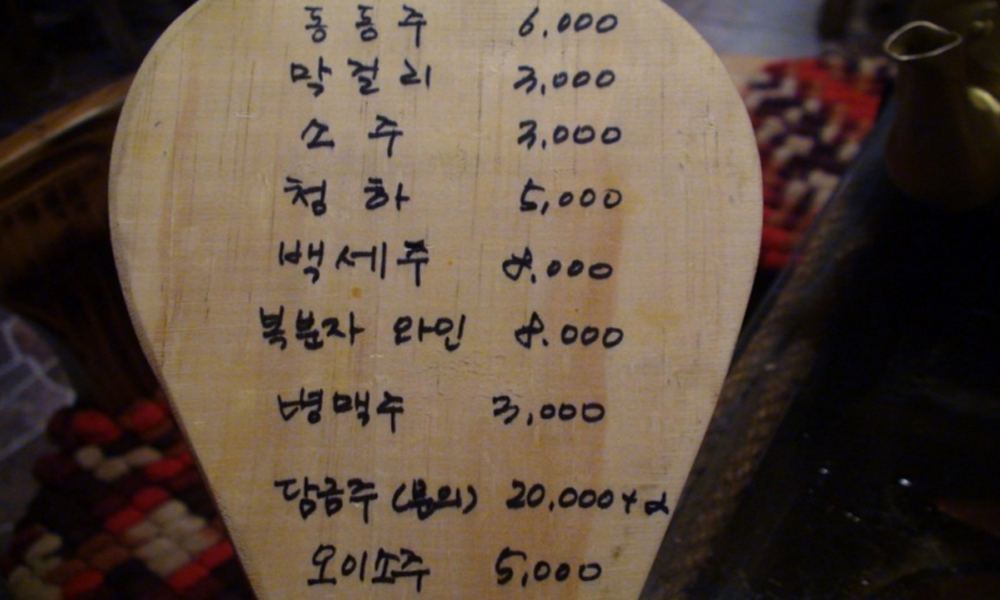 동동주 6,000
막걸리 3,000
소주 3,000
청하 5,000
백세주 8.000
복분자 와인 8.000
병맥주 3,000
담금주 (문의) 20.000+α
오이소주 5,000